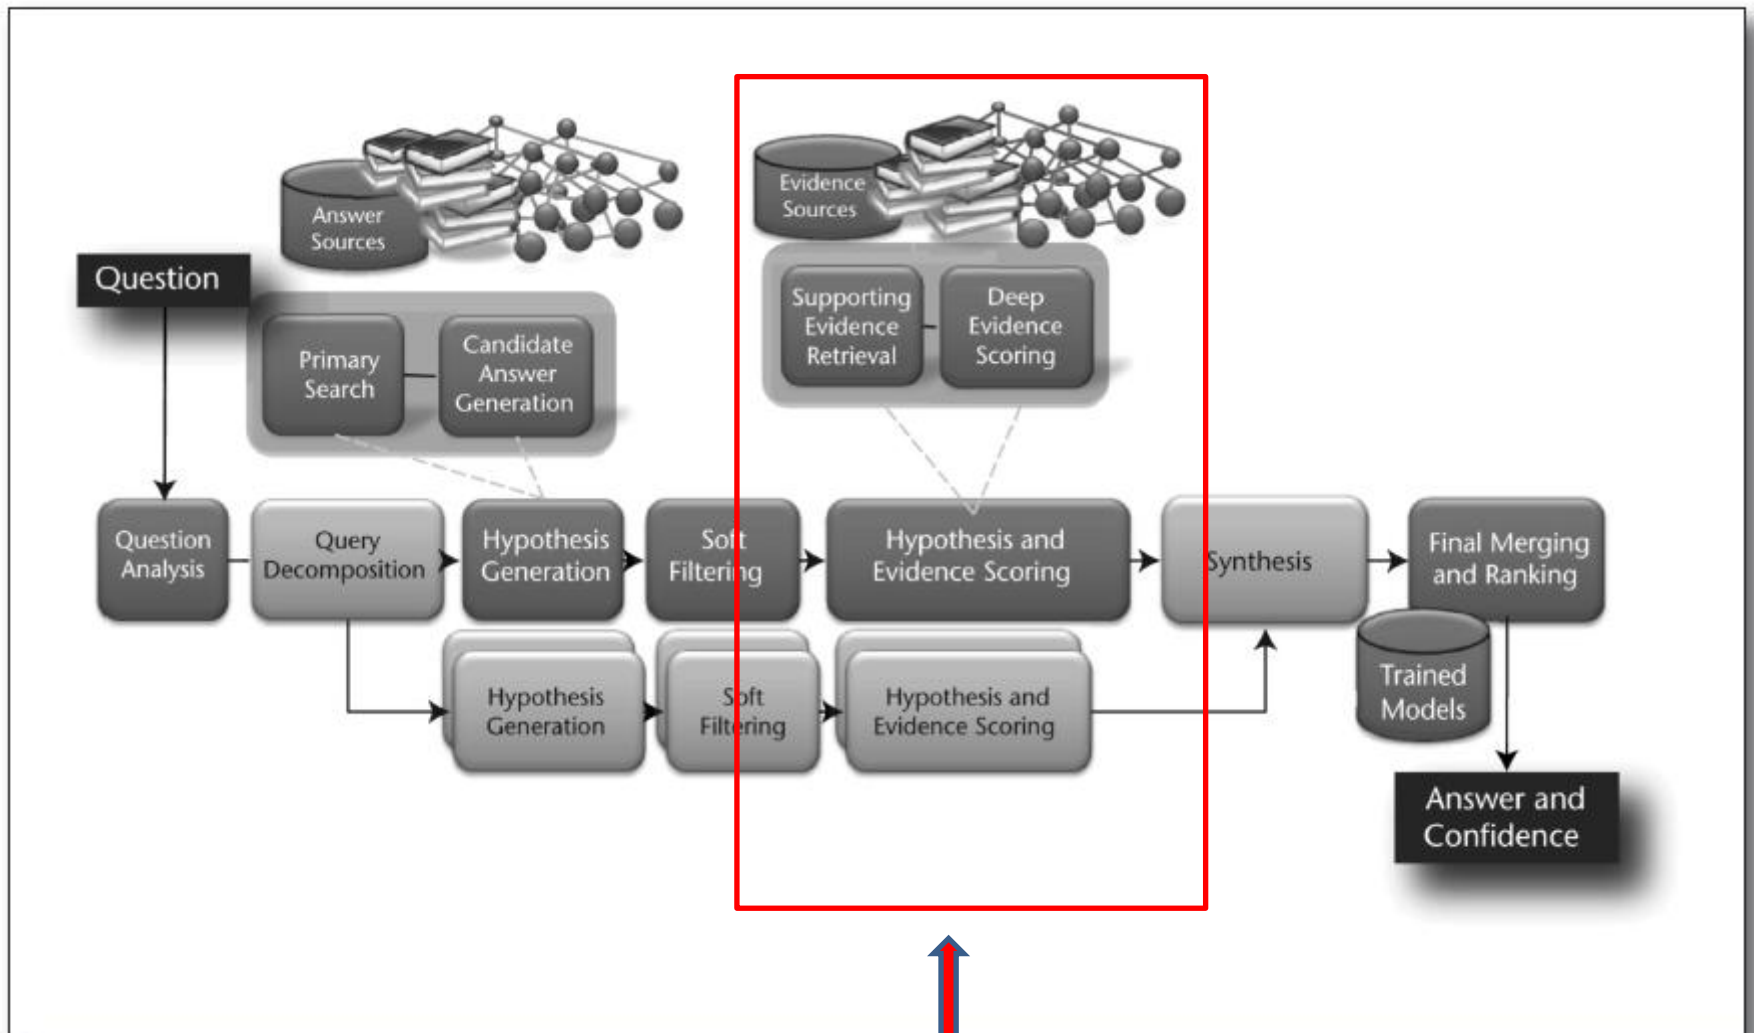 Answer
Sources
Evidence
Sources
Question
Primary
Search
Candidate
Answer
Generation
Supporting
Evidence
Retrieval
Deep
Evidence
Scoring
Question
Analysis
Query
Decomposition
Hypothesis
Generation
Soft
Filtering
Hypothesis and
Evidence Scoring
Synthesis
Final Merging
and Ranking
Hypothesis
Generation
Soft
Filtering
Hypothesis and
Evidence Scoring
Trained
Models
Answer and
Confidence